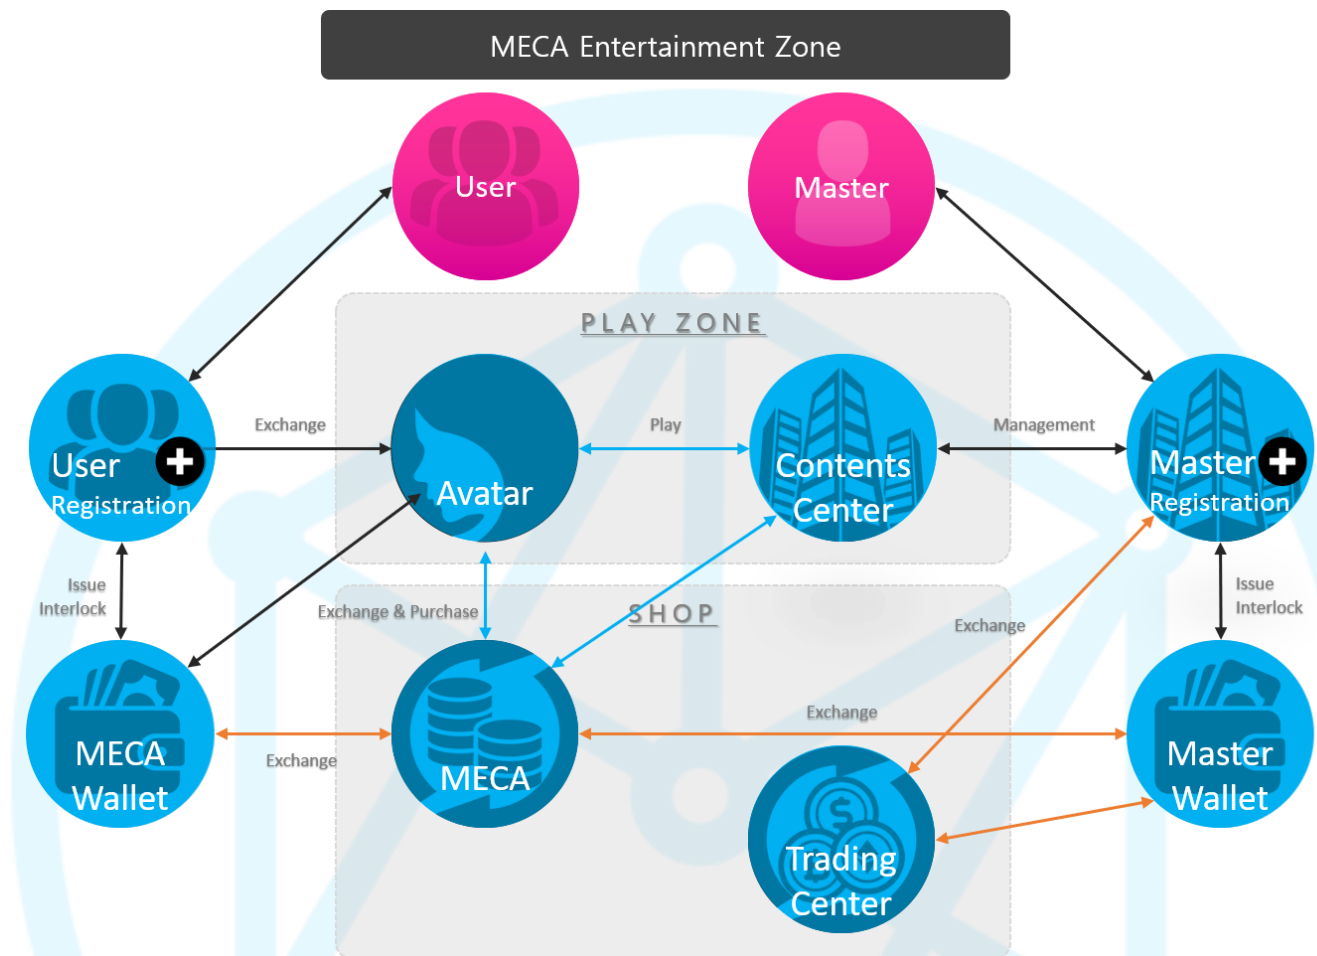 MECA Entertainment Zone
User
Master
PLAY ZONE
Exchange
Play
Management
User
Registration
Avatar
Contents
Center
Master
Registration
Issue
Interlock
Exchange & Purchase
SHOP
Exchange
Issue
Interlock
MECA
Wallet
Exchange
MECA
Exchange
Trading
Center
Master
Wallet